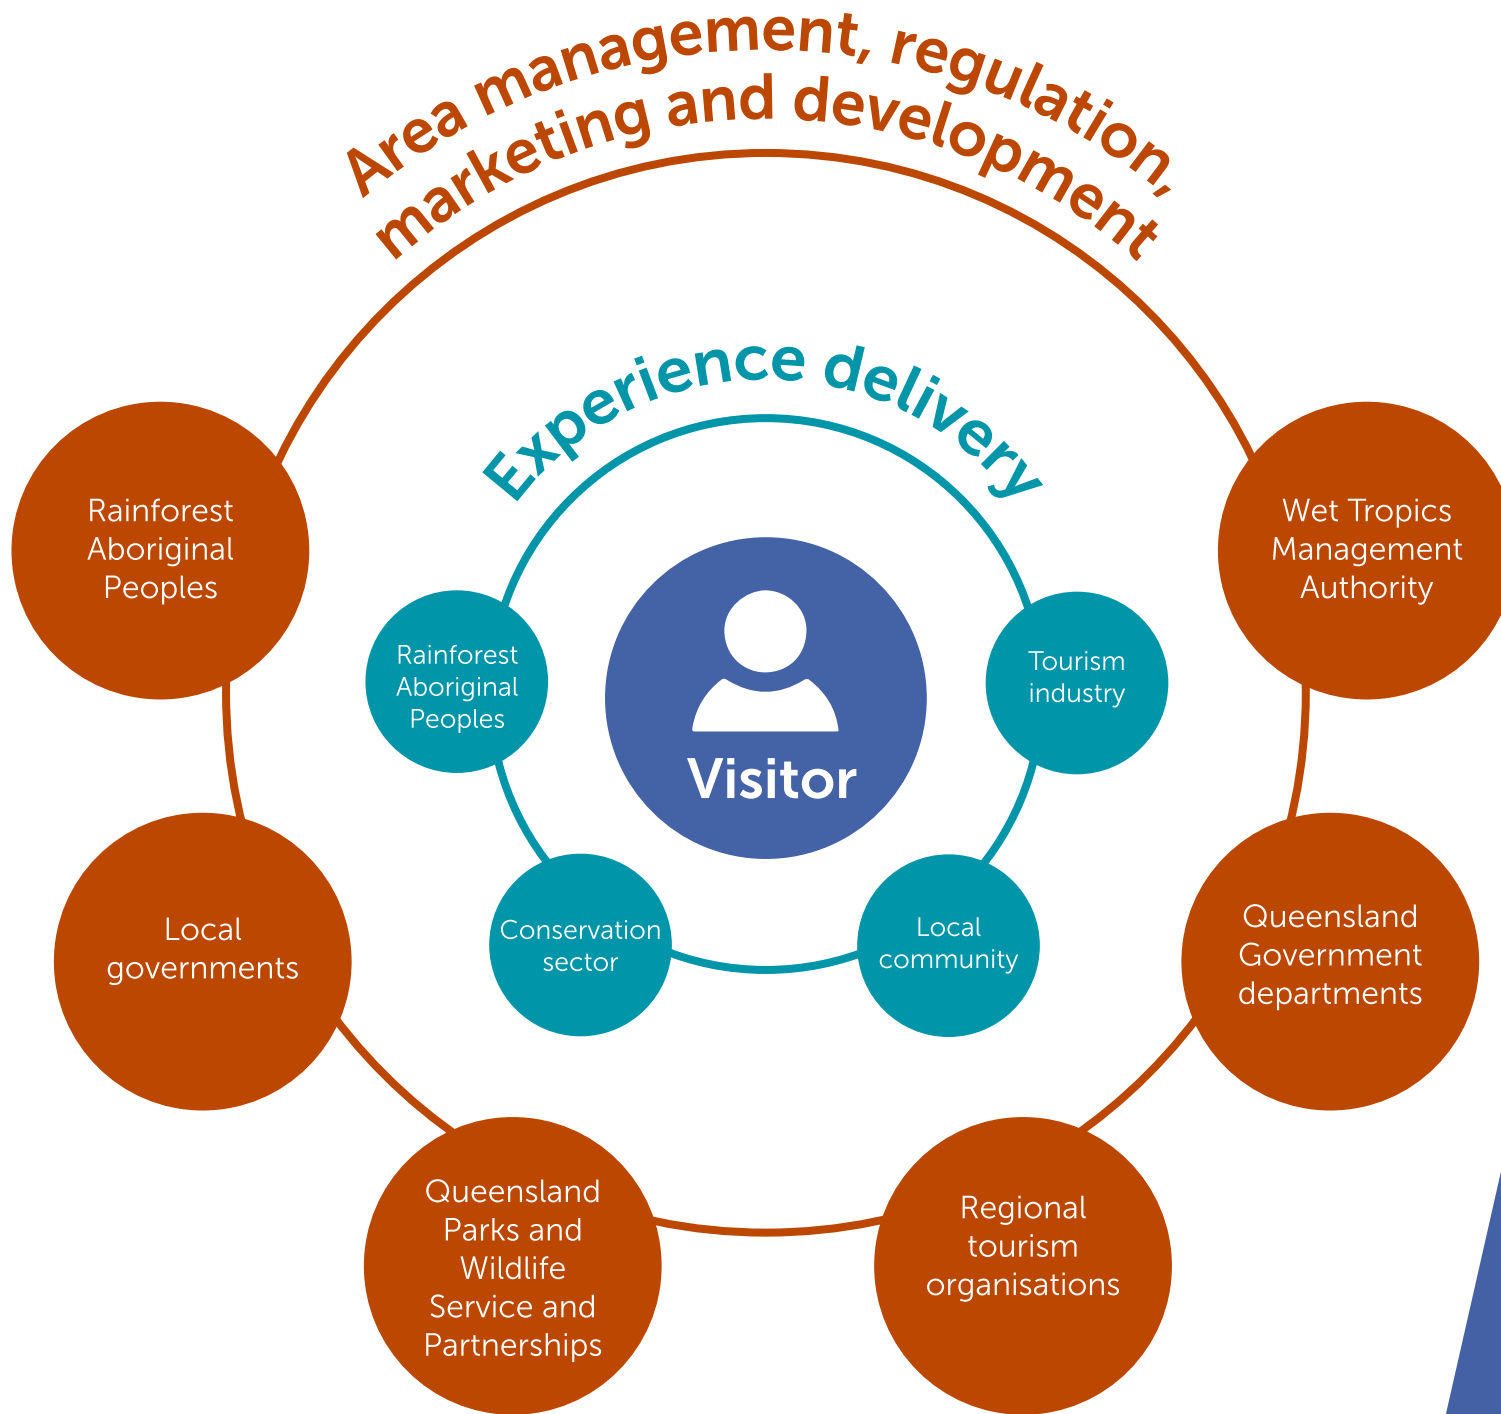 Area management, regulation,
marketing and development
Experience delivery
Rainforest
Aboriginal
Peoples
Wet Tropics
Management
Authority
Rainforest
Aboriginal
Peoples
Visitor
Tourism
industry
Local
governments
Conservation
sector
Local
community
Queensland
Government
departments
Queensland
Parks and
Wildlife
Service and
Partnerships
Regional
tourism
organisations